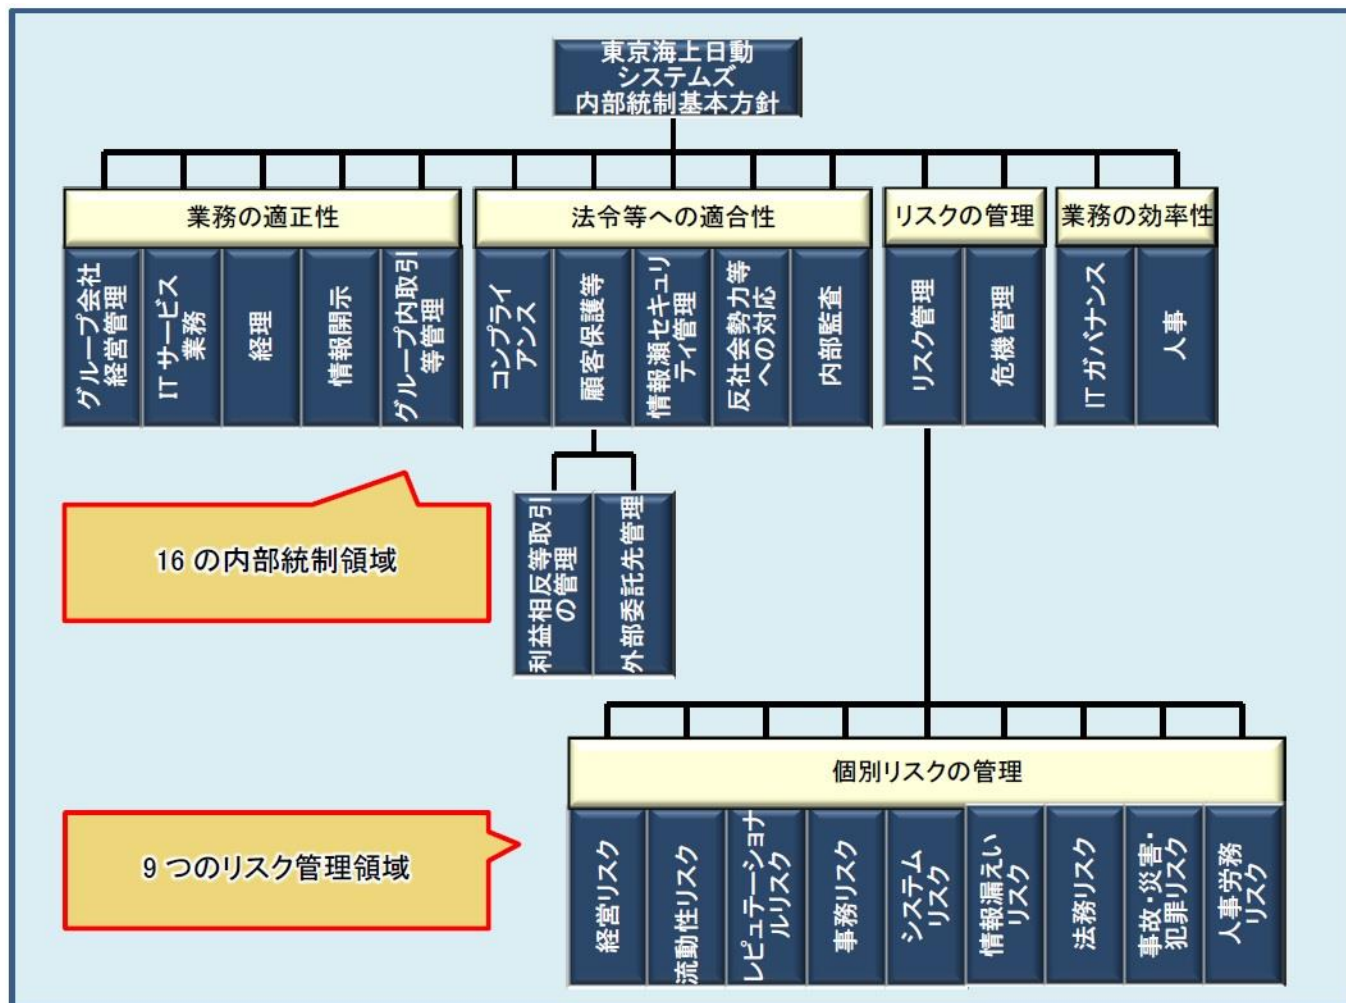 東京海上日動
システムズ
内部統制基本方針
業務の適正性
法令等への適合性
リスクの管理
業務の効率性
グループ会社
経営管理
IT サービス
業務
経理
情報開示
グループ内取引
等管理
コンプライ
アンス
顧客保護等
情報瀬セキュリ
ティ管理
反社会勢力等
への対応
内部監査
リスク管理
危機管理
IT ガバナンス
人事
利益相反等取引
の管理
外部委託先管理
16 の内部統制領域
個別リスクの管理
9 つのリスク管理領域
経営リスク
流動性リスク
レピュテーショナ
ルリスク
事務リスク
システム
リスク
情報漏えい
リスク
法務リスク
事故・災害・
犯罪リスク
人事労務
リスク